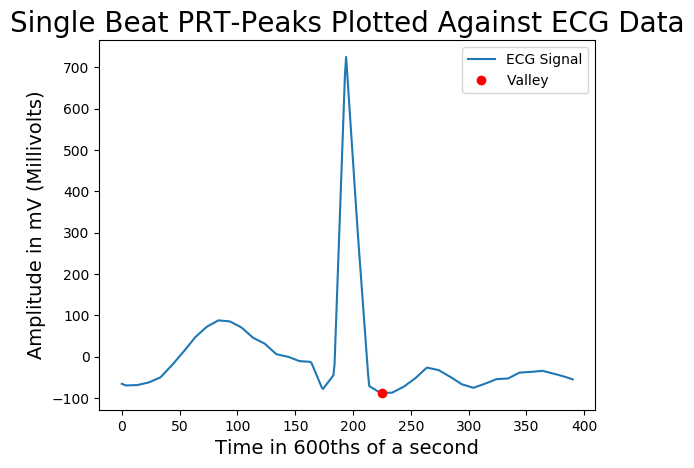 Single Beat PRT-Peaks Plotted Against ECG Data
ECG Signal
Valley
Amplitude in mV (Millivolts)
700
600
500
400
300
200
100
0
−100
0 50 100 150 200 250 300 350 400
Time in 600ths of a second